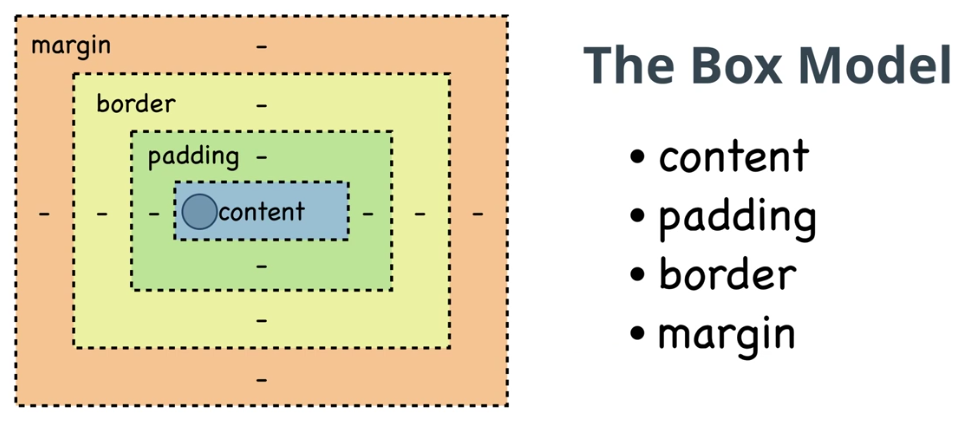 margin
-
border
-
padding
-
- - - content - - -
-
-
-
The Box Model
• content
• padding
• border
• margin